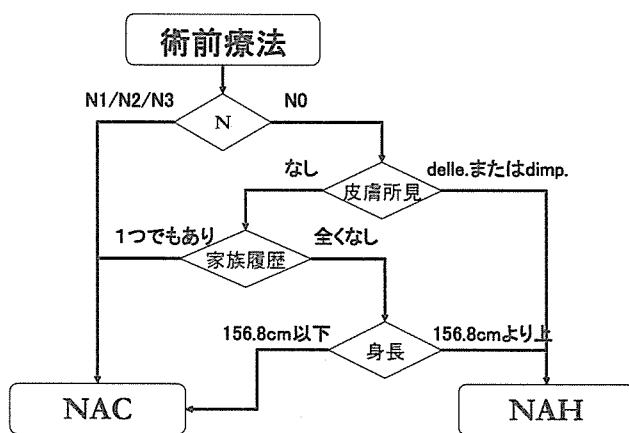 術前療法
N1/N2/N3
N0
N
なし
delle.またはdimp.
皮膚所見
1つでもあり
全くなし
家族履歴
156.8cm以下
156.8cmより上
身長
NAC
NAH